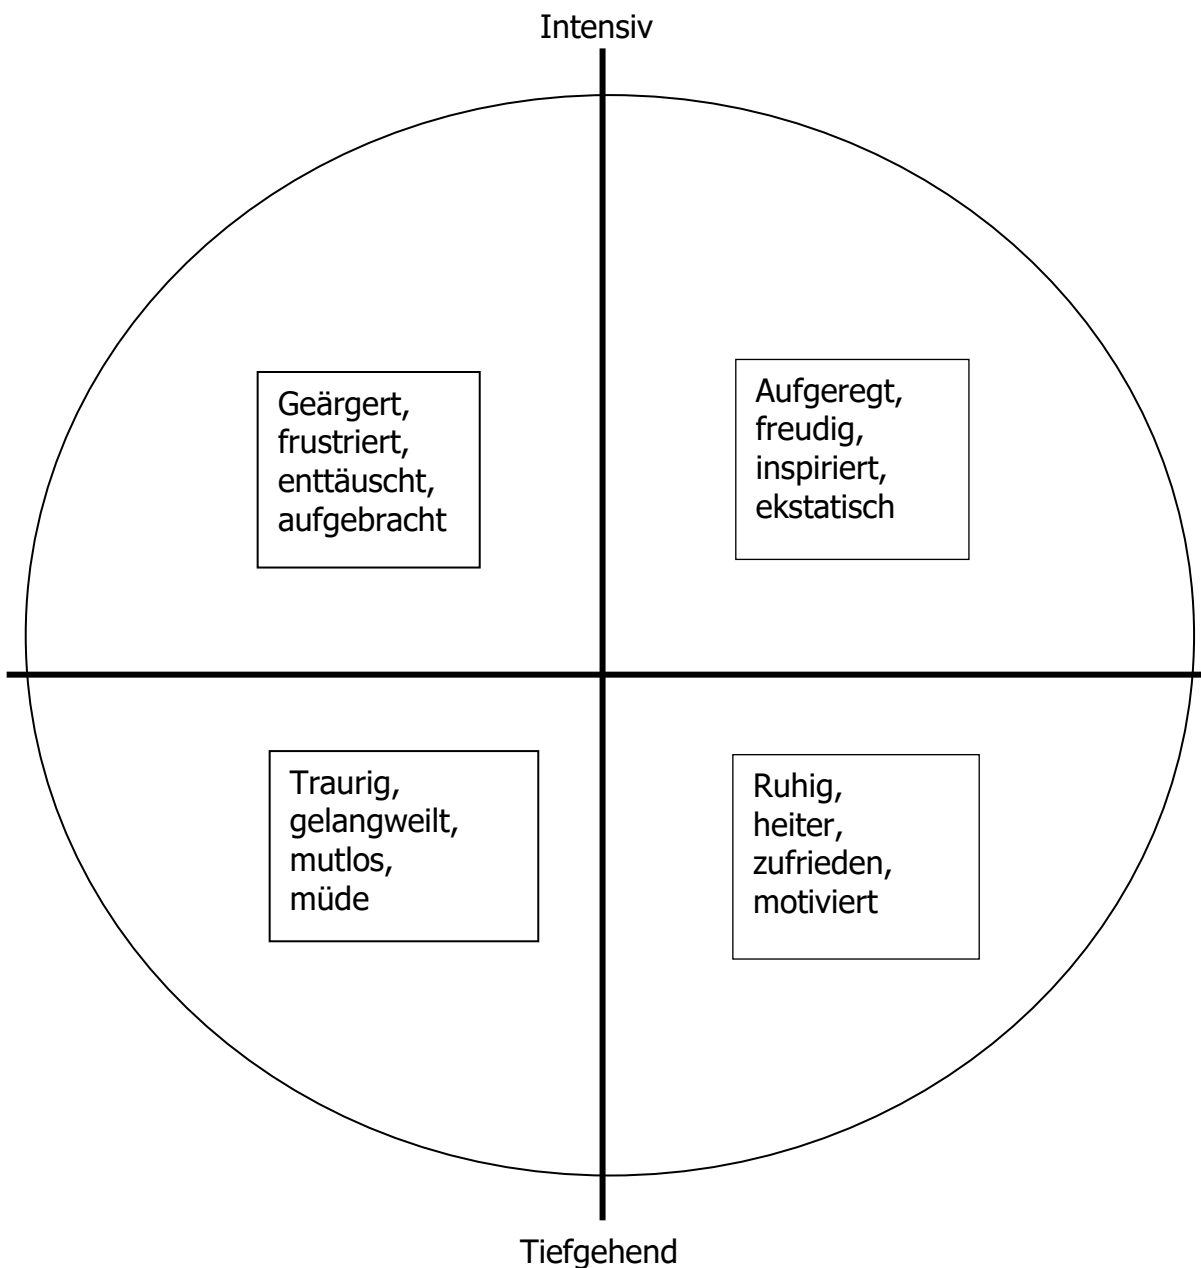 Intensiv
Geärgert,
frustriert,
enttäuscht,
aufgebracht
Aufgeregt,
freudig,
inspiriert,
ekstatisch
Traurig,
gelangweilt,
mutlos,
müde
Ruhig,
heiter,
zufrieden,
motiviert
Tiefgehend